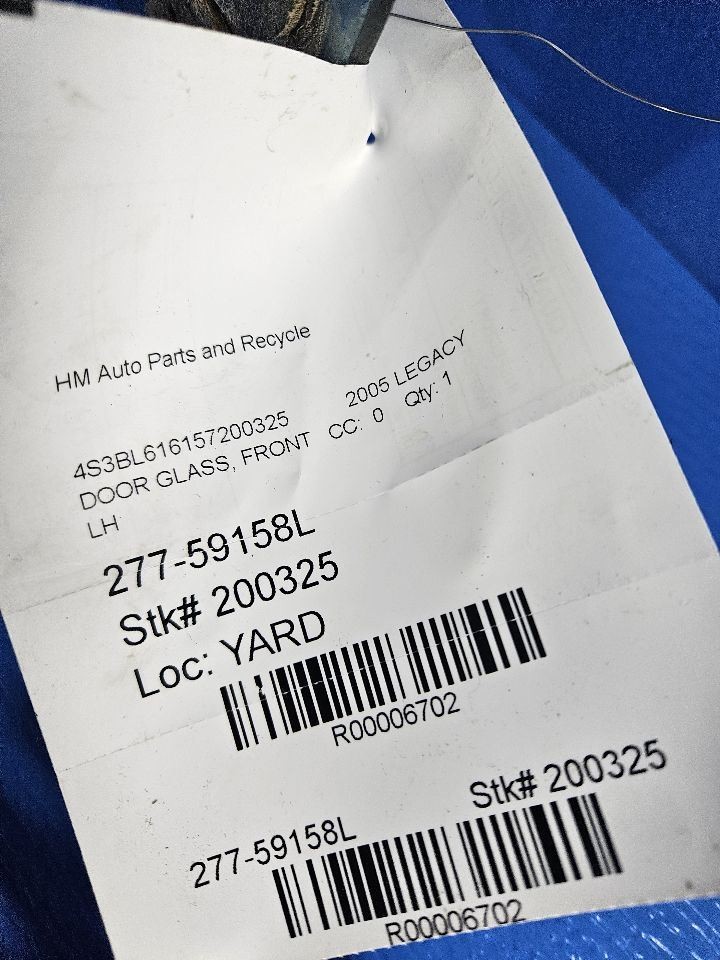 HM Auto Parts and Recycle
4S3BL616157200325 2005 LEGACY
DOOR GLASS, FRONT CC: 0 Qty: 1
LH
277-59158L
Stk# 200325
Loc: YARD
R00006702
277-59158L Stk# 200325
R00006702